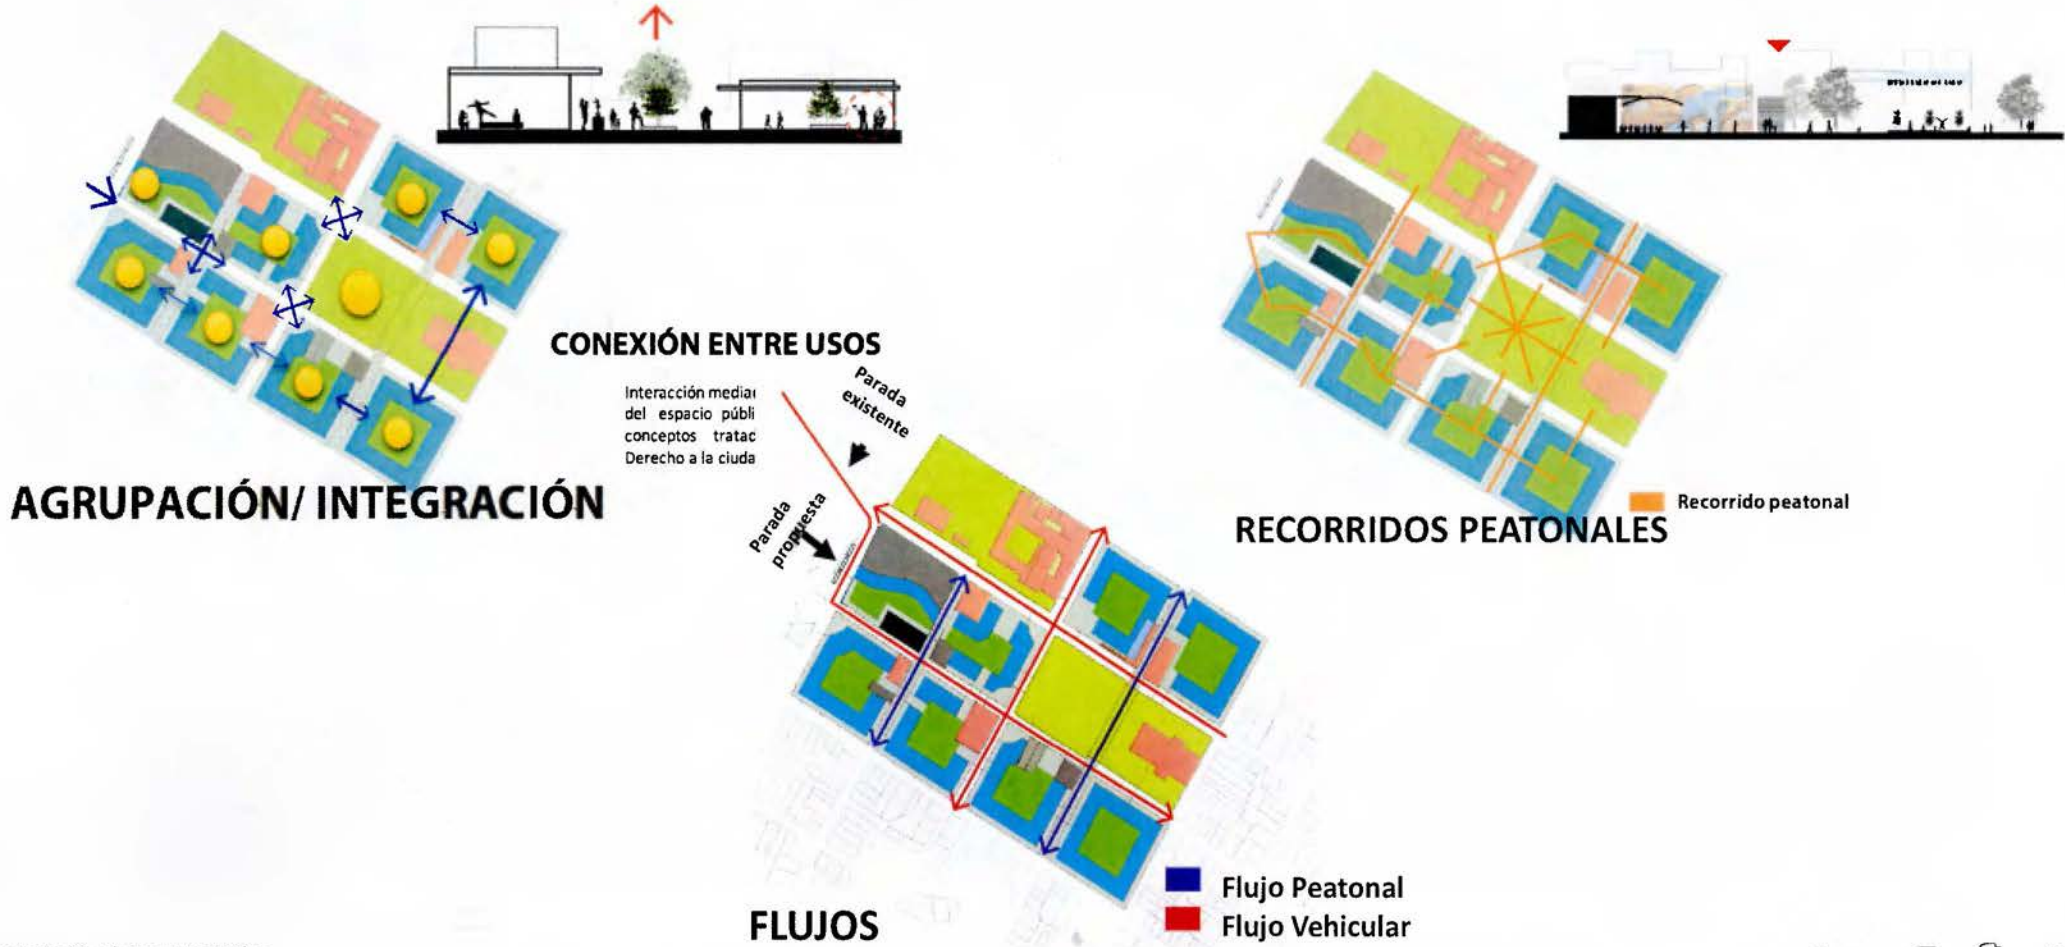 CONEXIÓN ENTRE USOS
Interacción media
del espacio públi
conceptos tratac
Derecho a la ciuda
Parada
existente
Parada
propuesta
AGRUPACIÓN/ INTEGRACIÓN
Recorrido peatonal
RECORRIDOS PEATONALES
Flujo Peatonal
Flujo Vehicular
FLUJOS